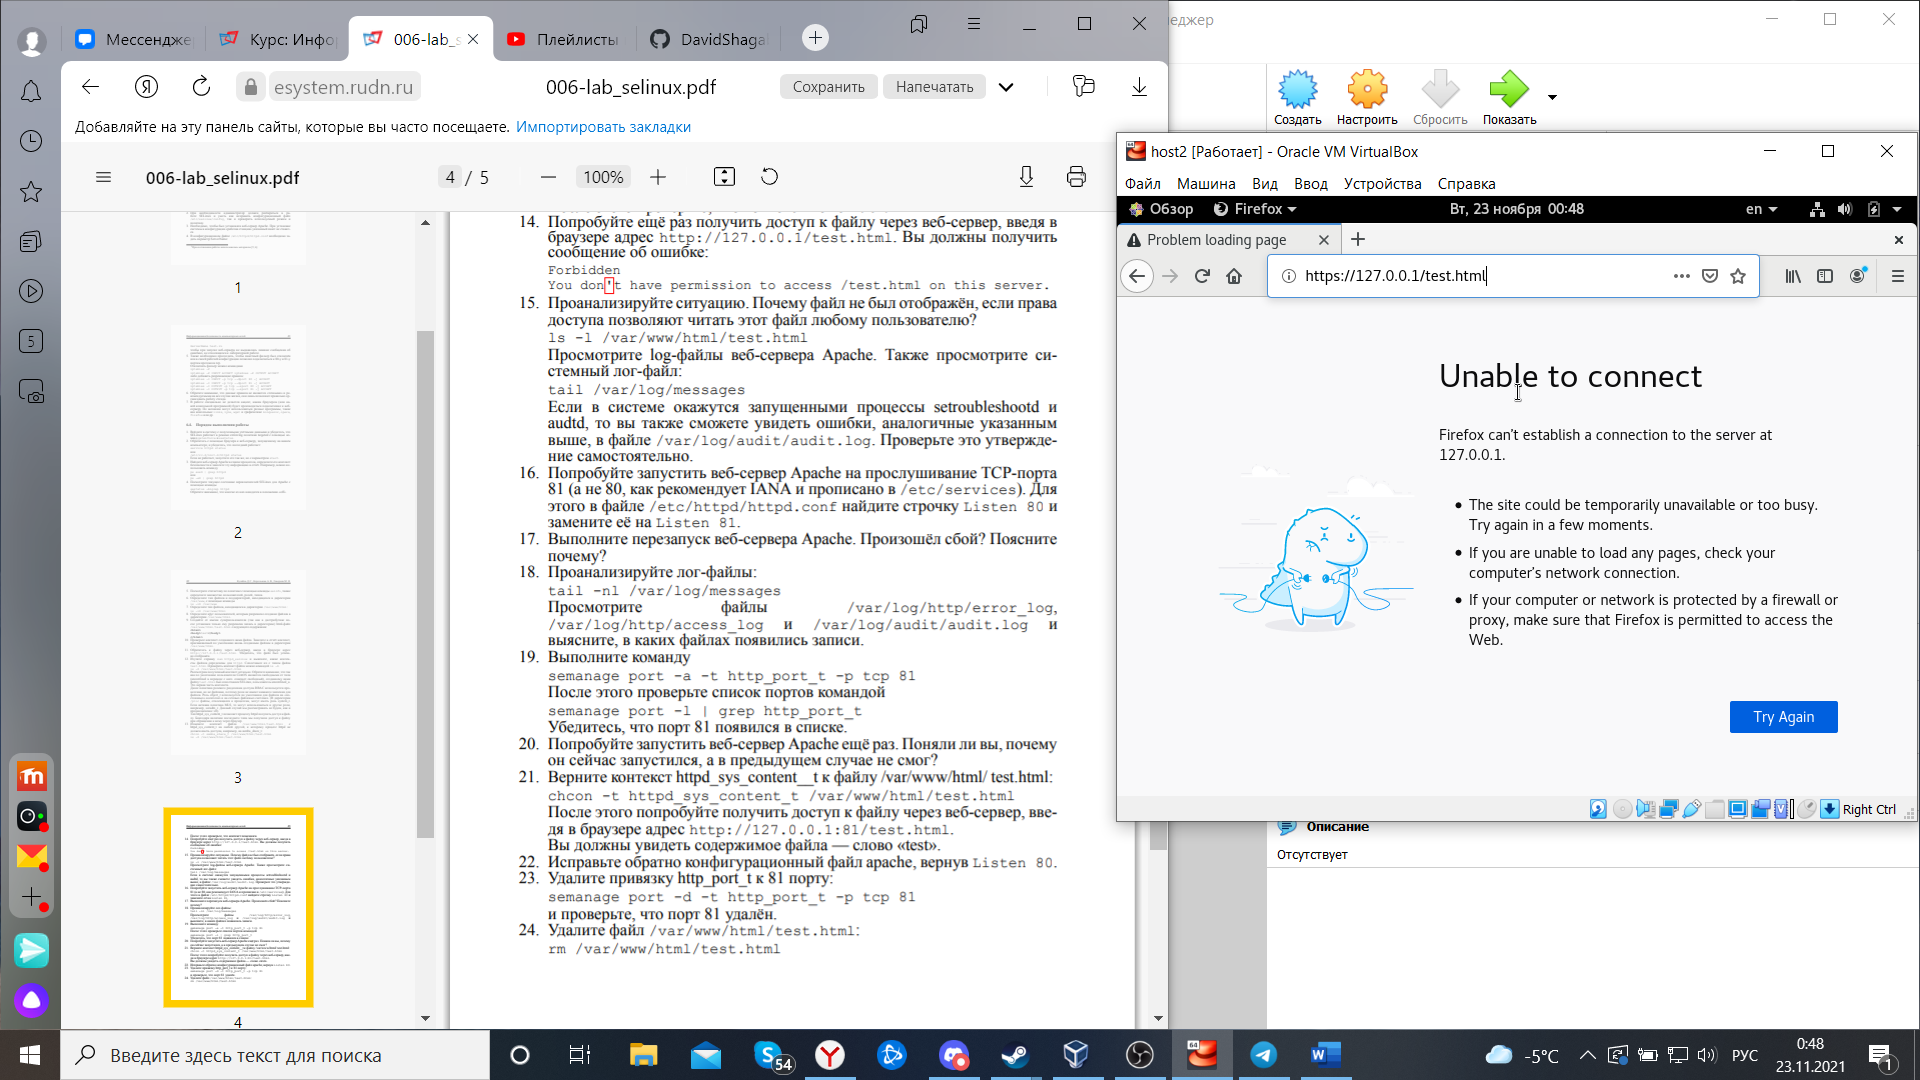 Мессендже
Курс: Инфо
006-lab_s
Плейлисты
DavidShaga
esystem.rudn.ru
006-lab_selinux.pdf
Сохранить
Напечатать
Добавляйте на эту панель сайты, которые вы часто посещаете. Импортировать закладки
006-lab_selinux.pdf
4 / 5
100%
1
2
3
4
14. Попробуйте ещё раз получить доступ к файлу через веб-сервер, введя в
браузере адрес http://127.0.0.1/test.html. Вы должны получить
сообщение об ошибке:
Forbidden
You don't have permission to access /test.html on this server.
15. Проанализируйте ситуацию. Почему файл не был отображён, если права
доступа позволяют читать этот файл любому пользователю?
ls -l /var/www/html/test.html
Просмотрите log-файлы веб-сервера Apache. Также просмотрите си-
стемный лог-файл:
tail /var/log/messages
Если в системе окажутся запущенными процессы setroubleshootd и
audtd, то вы также сможете увидеть ошибки, аналогичные указанным
выше, в файле /var/log/audit/audit.log. Проверьте это утвержде-
ние самостоятельно.
16. Попробуйте запустить веб-сервер Apache на прослушивание TCP-порта
81 (а не 80, как рекомендует IANA и прописано в /etc/services). Для
этого в файле /etc/httpd/httpd.conf найдите строчку Listen 80 и
замените её на Listen 81.
17. Выполните перезапуск веб-сервера Apache. Произошёл сбой? Поясните
почему?
18. Проанализируйте лог-файлы:
tail -nl /var/log/messages
Просмотрите файлы /var/log/http/error_log,
/var/log/http/access_log и /var/log/audit/audit.log и
выясните, в каких файлах появились записи.
19. Выполните команду
semanage port -a -t http_port_t -p tcp 81
После этого проверьте список портов командой
semanage port -l | grep http_port_t
Убедитесь, что порт 81 появился в списке.
20. Попробуйте запустить веб-сервер Apache ещё раз. Поняли ли вы, почему
он сейчас запустился, а в предыдущем случае не смог?
21. Верните контекст httpd_sys_content__t к файлу /var/www/html/ test.html:
chcon -t httpd_sys_content_t /var/www/html/test.html
После этого попробуйте получить доступ к файлу через веб-сервер, вве-
дя в браузере адрес http://127.0.0.1:81/test.html.
Вы должны увидеть содержимое файла — слово «test».
22. Исправьте обратно конфигурационный файл apache, вернув Listen 80.
23. Удалите привязку http_port_t к 81 порту:
semanage port -d -t http_port_t -p tcp 81
и проверьте, что порт 81 удалён.
24. Удалите файл /var/www/html/test.html:
rm /var/www/html/test.html
еджер
Создать
Настроить
Сбросить
Показать
host2 [Работает] - Oracle VM VirtualBox
Файл Машина Вид Ввод Устройства Справка
Обзор
Firefox
Вт, 23 ноября 00:48
en
Problem loading page
https://127.0.0.1/test.html
Unable to connect
Firefox can't establish a connection to the server at
127.0.0.1.
The site could be temporarily unavailable or too busy.
Try again in a few moments.
If you are unable to load any pages, check your
computer's network connection.
If your computer or network is protected by a firewall or
proxy, make sure that Firefox is permitted to access the
Web.
Try Again
Right Ctrl
Описание
Отсутствует
5
Введите здесь текст для поиска
54
64
-5°C
РУС
0:48
23.11.2021
1